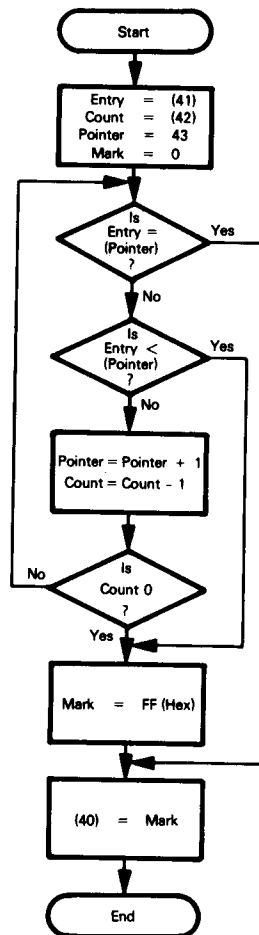 Start
Entry = (41)
Count = (42)
Pointer = 43
Mark = 0
Is
Entry =
(Pointer)
?
Yes
No
Is
Entry <
(Pointer)
?
Yes
No
Pointer = Pointer + 1
Count = Count - 1
Is
Count 0
?
No
Yes
Mark = FF (Hex)
(40) = Mark
End